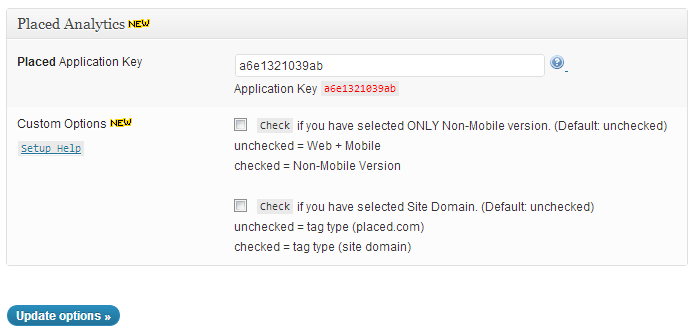 Placed Analytics NEW
Placed Application Key
a6e1321039ab
?
Application Key a6e1321039ab
Custom Options NEW
Setup Help
Check if you have selected ONLY Non-Mobile version. (Default: unchecked)
unchecked = Web + Mobile
checked = Non-Mobile Version
Check if you have selected Site Domain. (Default: unchecked)
unchecked = tag type (placed.com)
checked = tag type (site domain)
Update options »